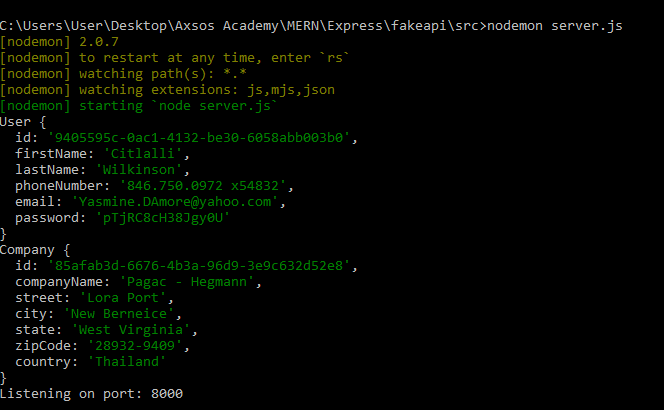 C:\Users\User\Desktop\Axsos Academy\MERN\Express\fakeapi\src>nodemon server.js
[nodemon] 2.0.7
[nodemon] to restart at any time, enter `rs`
[nodemon] watching path(s): *.*
[nodemon] watching extensions: js,mjs,json
[nodemon] starting `node server.js`
User {
  id: '9405595c-0ac1-4132-be30-6058abb003b0',
  firstName: 'Citlalli',
  lastName: 'Wilkinson',
  phoneNumber: '846.750.0972 x54832',
  email: 'Yasmine.DAmore@yahoo.com',
  password: 'pTjRC8cH38Jgy0U'
}
Company {
  id: '85afab3d-6676-4b3a-96d9-3e9c632d52e8',
  companyName: 'Pagac - Hegmann',
  street: 'Lora Port',
  city: 'New Berneice',
  state: 'West Virginia',
  zipCode: '28932-9409',
  country: 'Thailand'
}
Listening on port: 8000